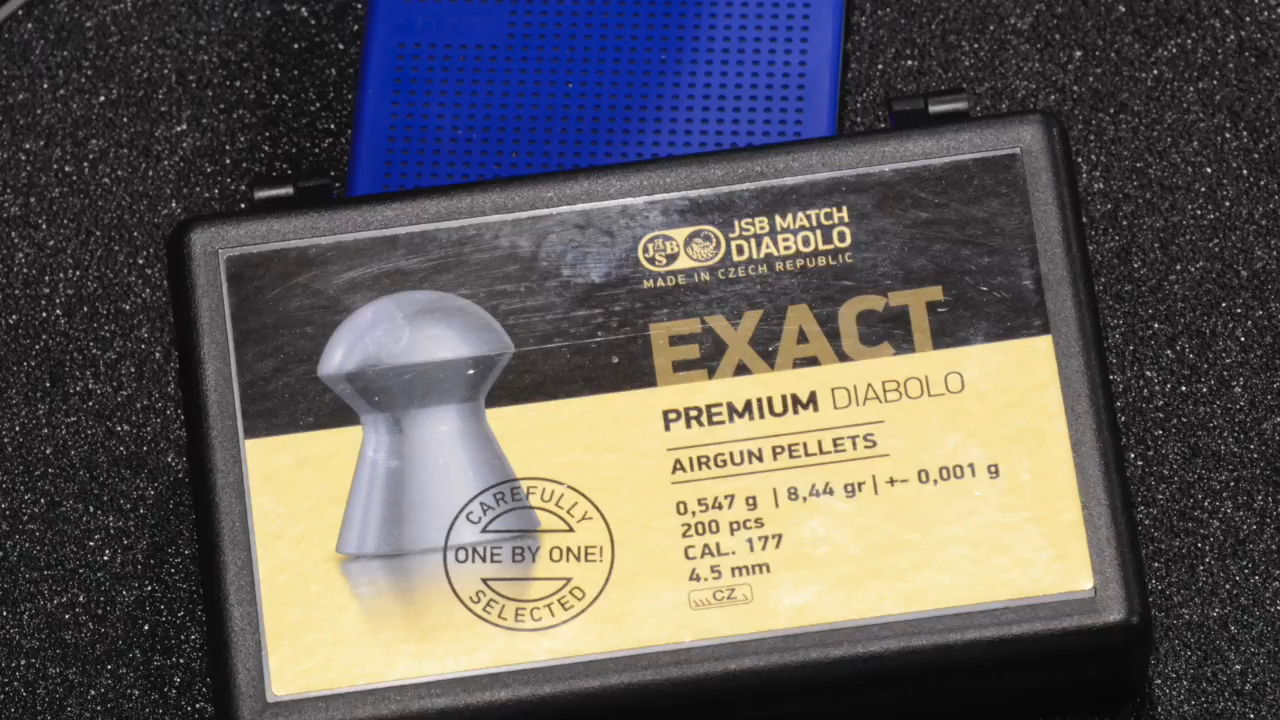 JSB
JSB MATCH
DIABOLO
MADE IN CZECH REPUBLIC
EXACT
PREMIUM DIABOLO
AIRGUN PELLETS
0,547 g | 8,44 gr | +- 0,001 g
200 pcs
CAL. 177
4.5 mm
CZ
CAREFULLY
ONE BY ONE!
SELECTED